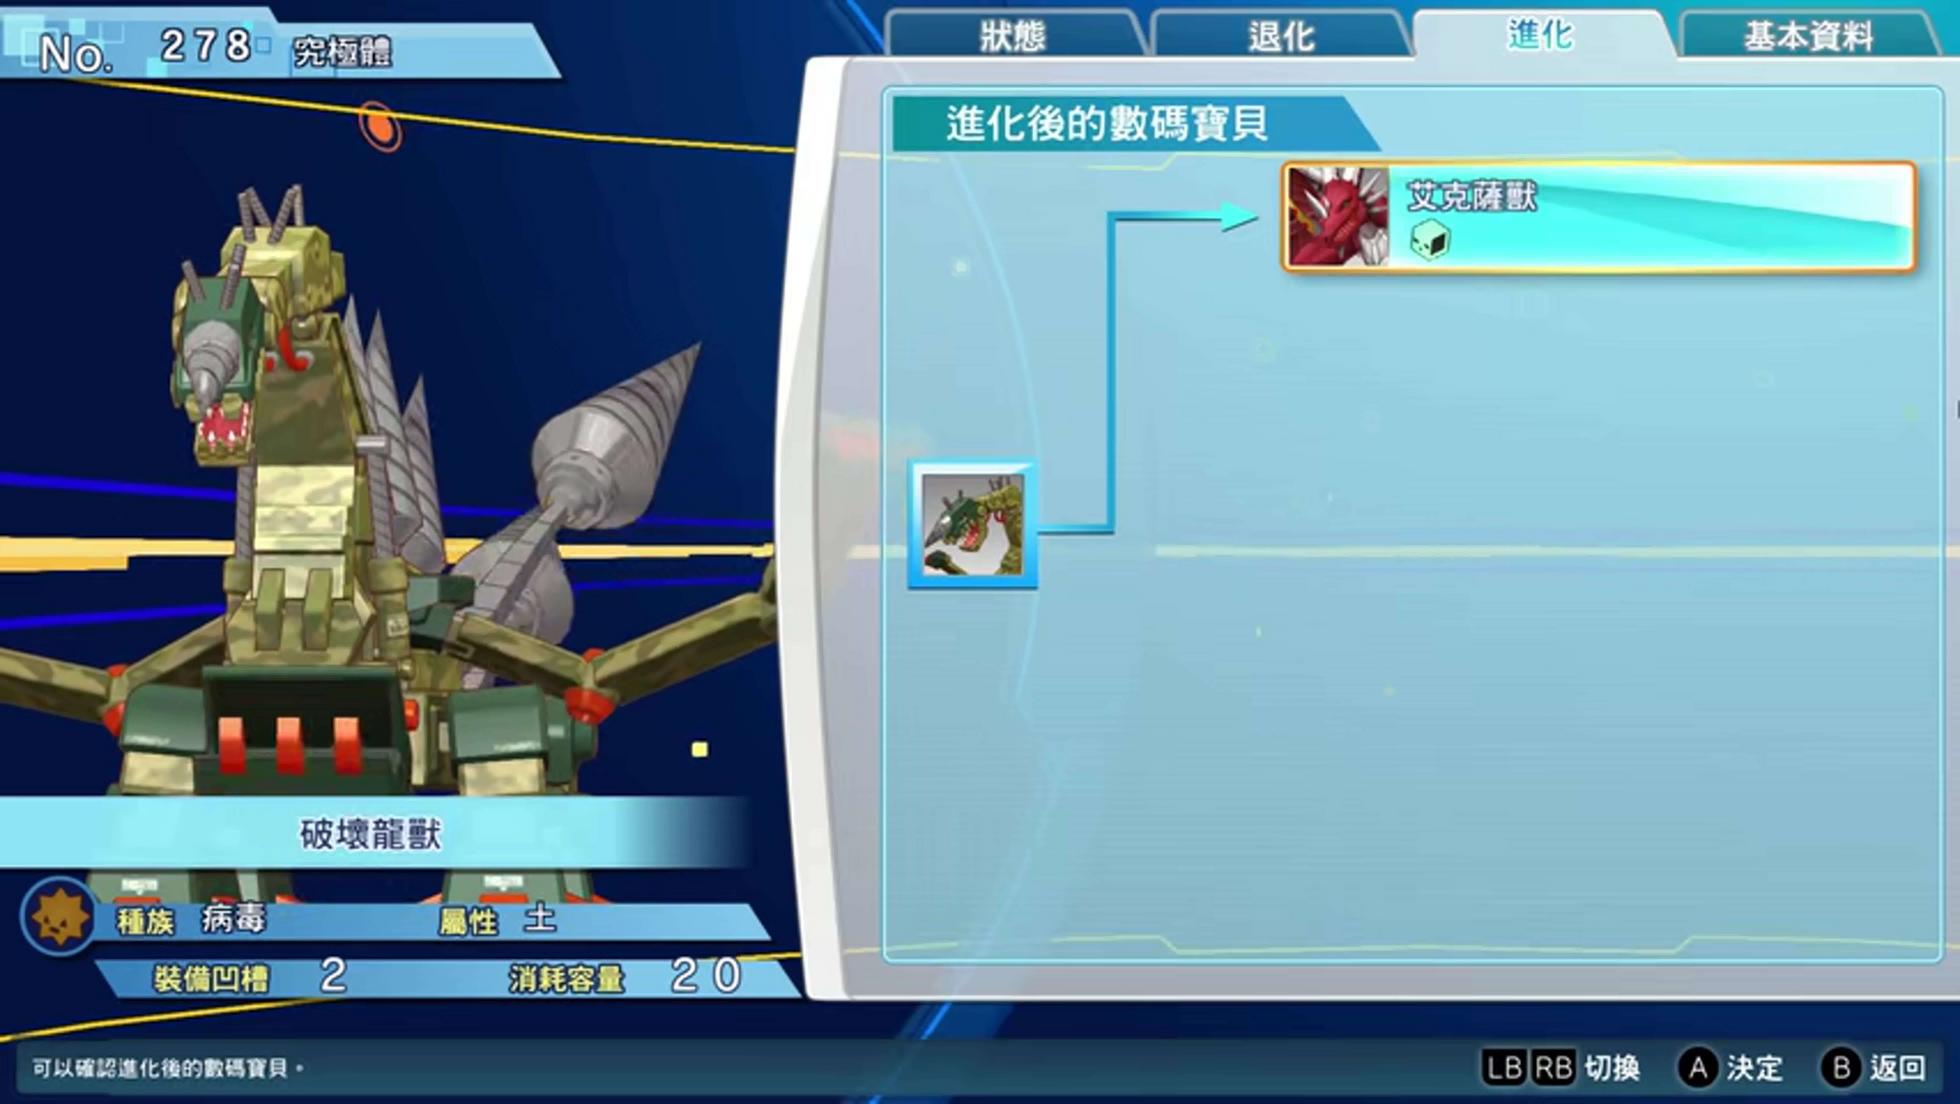 No. 278 究極體
狀態 退化 進化 基本資料
進化後的數碼寶貝
艾克薩獸
破壞龍獸
種族 病毒 屬性 土
裝備凹槽 2 消耗容量 20
可以確認進化後的數碼寶貝。
LB RB 切換 A 決定 B 返回